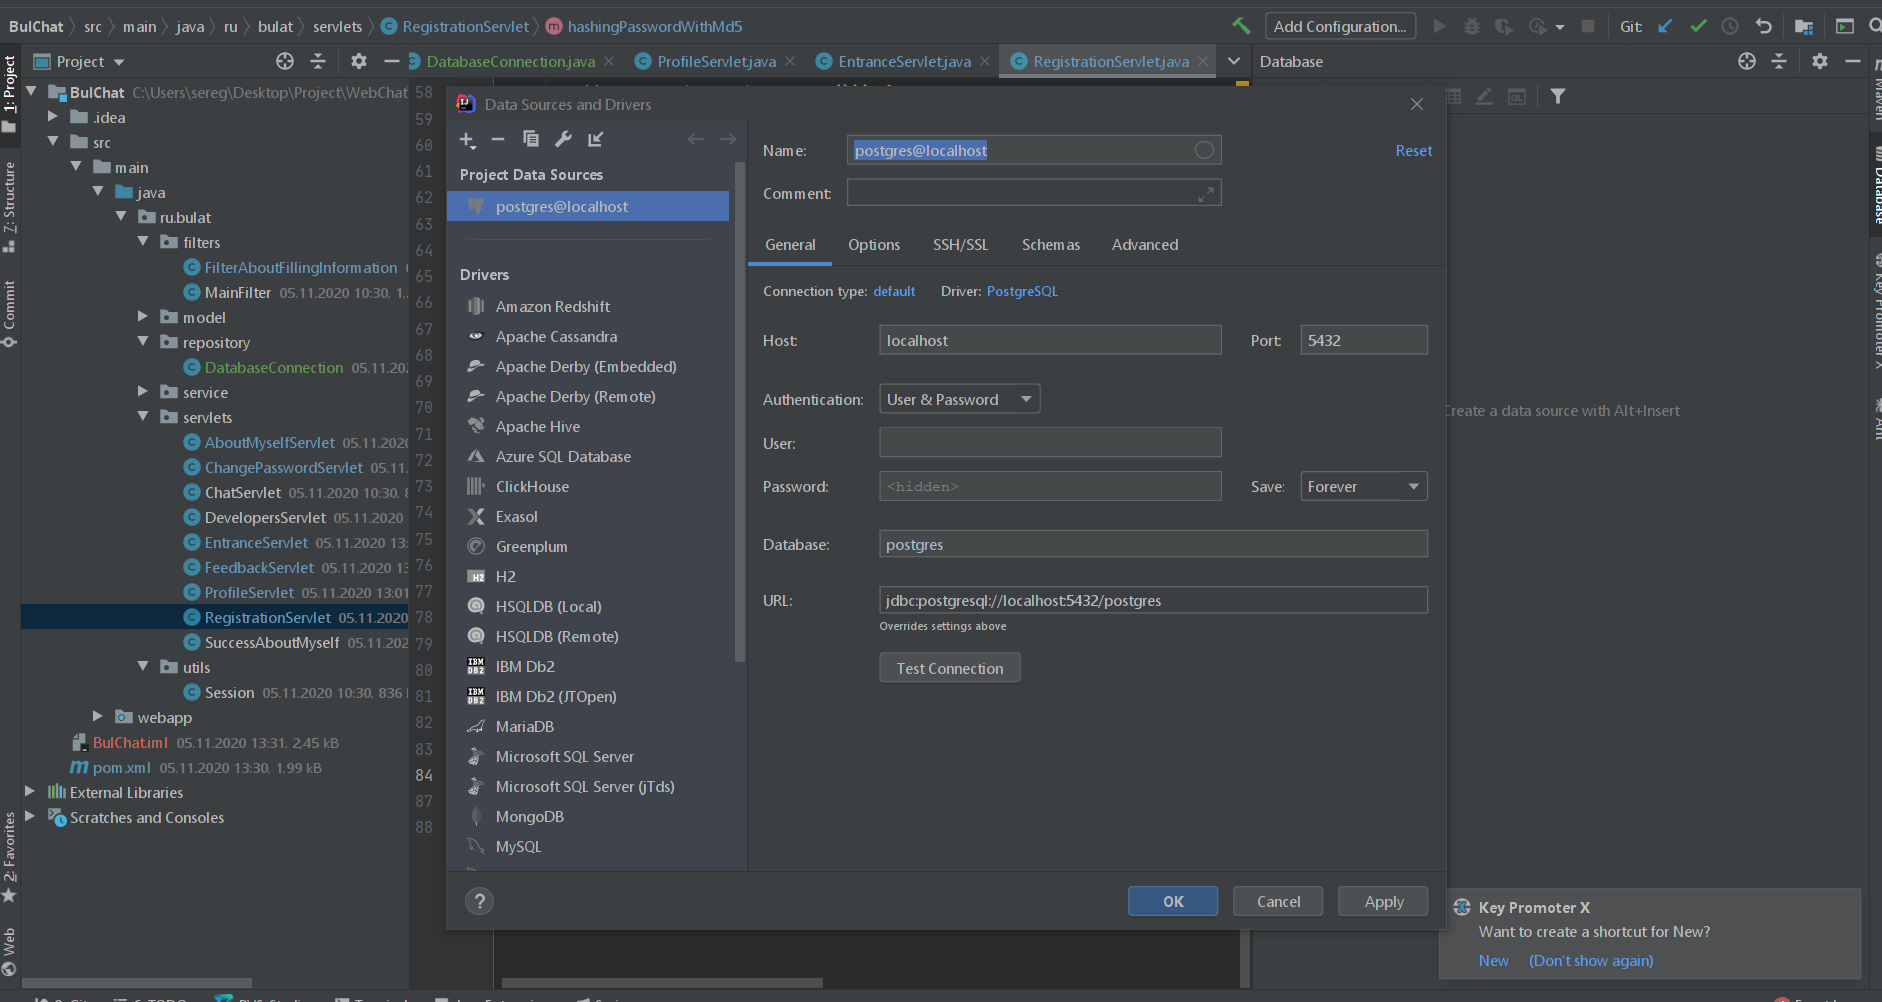 BulChat src main java ru bulat servlets RegistrationServlet hashingPasswordWithMd5
Add Configuration... Git:
1: Project
Z: Structure
Commit
2: Favorites
Web
Project
BulChat C:\Users\sereg\Desktop\Project\WebChat
.idea
src
main
java
ru.bulat
filters
FilterAboutFillingInformation
MainFilter 05.11.2020 10:30, 1,
model
repository
DatabaseConnection 05.11.202
service
servlets
AboutMyselfServlet 05.11.2020
ChangePasswordServlet 05.11.
ChatServlet 05.11.2020 10:30, 8
DevelopersServlet 05.11.2020
EntranceServlet 05.11.2020 13:
FeedbackServlet 05.11.2020 13
ProfileServlet 05.11.2020 13:01
RegistrationServlet 05.11.2020
SuccessAboutMyself 05.11.202
utils
Session 05.11.2020 10:30, 836
webapp
BulChat.iml 05.11.2020 13:31, 2,45 kB
pom.xml 05.11.2020 13:30, 1,99 kB
External Libraries
Scratches and Consoles
DatabaseConnection.java ProfileServlet.java EntranceServlet.java RegistrationServlet.java
58
59
60
61
62
63
64
65
66
67
68
69
70
71
72
73
74
75
76
77
78
79
80
81
82
83
84
87
88
Data Sources and Drivers
Project Data Sources
postgres@localhost
Drivers
Amazon Redshift
Apache Cassandra
Apache Derby (Embedded)
Apache Derby (Remote)
Apache Hive
Azure SQL Database
ClickHouse
Exasol
Greenplum
H2
HSQLDB (Local)
HSQLDB (Remote)
IBM Db2
IBM Db2 (JTOpen)
MariaDB
Microsoft SQL Server
Microsoft SQL Server (jTds)
MongoDB
MySQL
Name: postgres@localhost Reset
Comment:
General Options SSH/SSL Schemas Advanced
Connection type: default Driver: PostgreSQL
Host: localhost Port: 5432
Authentication: User & Password
User:
Password: <hidden> Save: Forever
Database: postgres
URL: jdbc:postgresql://localhost:5432/postgres
Overrides settings above
Test Connection
? OK Cancel Apply
Database
Create a data source with Alt+Insert
Maven
Database
Key Promoter X
Ant
Key Promoter X
Want to create a shortcut for New?
New (Don't show again)